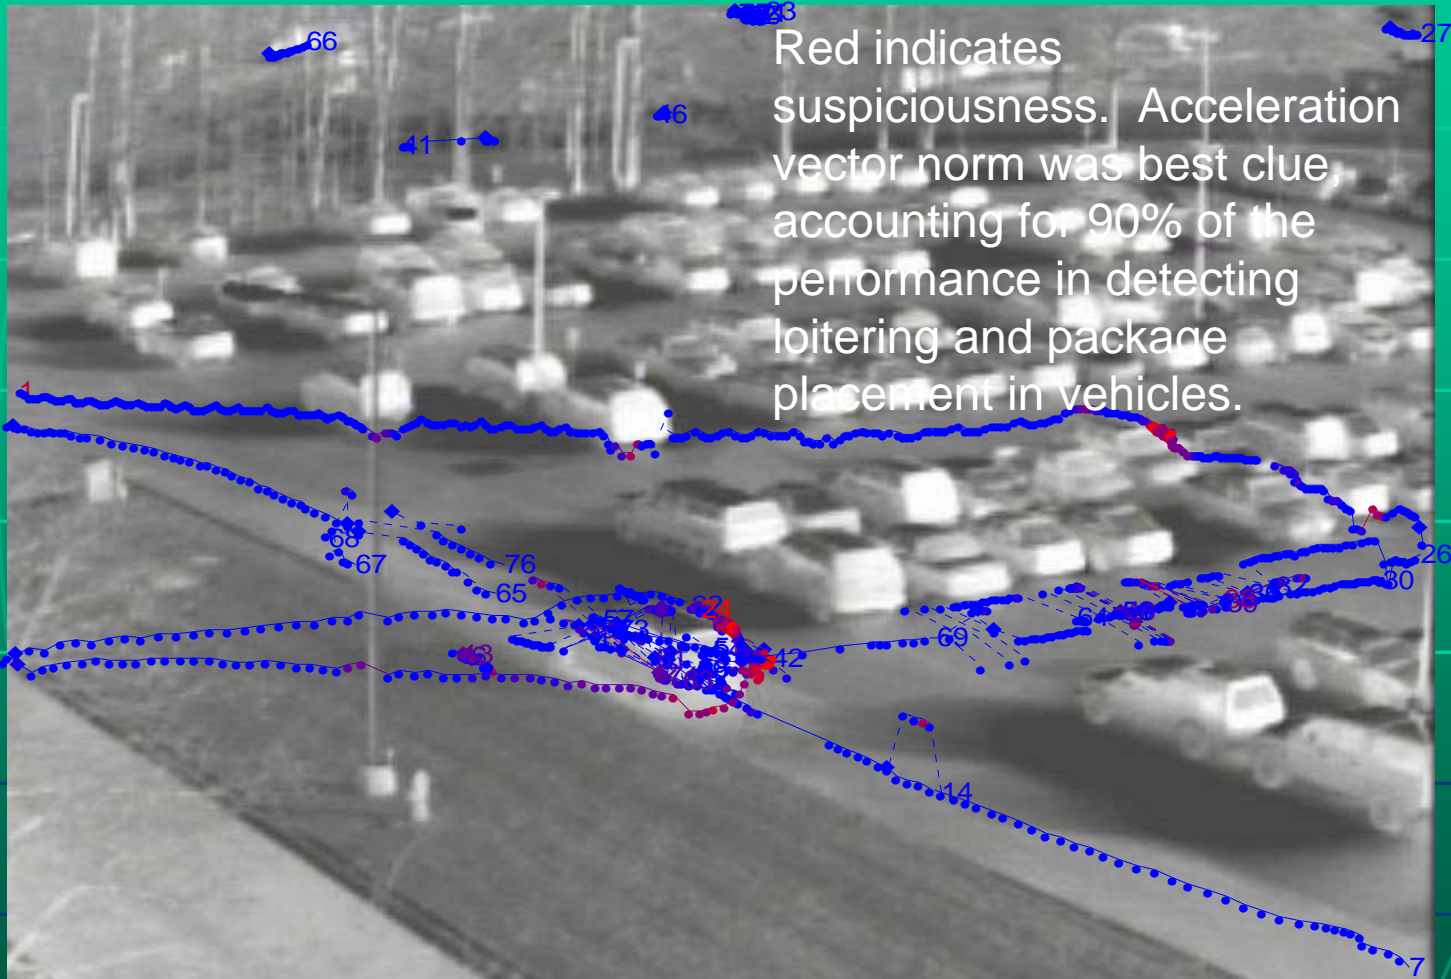 66
27
Red indicates
suspiciousness.  Acceleration
46
41
vector norm was best clue,
accounting for 90% of the
performance in detecting
loitering and package
placement in vehicles.
1
68
67
76
65
26
30
24
69
42
14
7